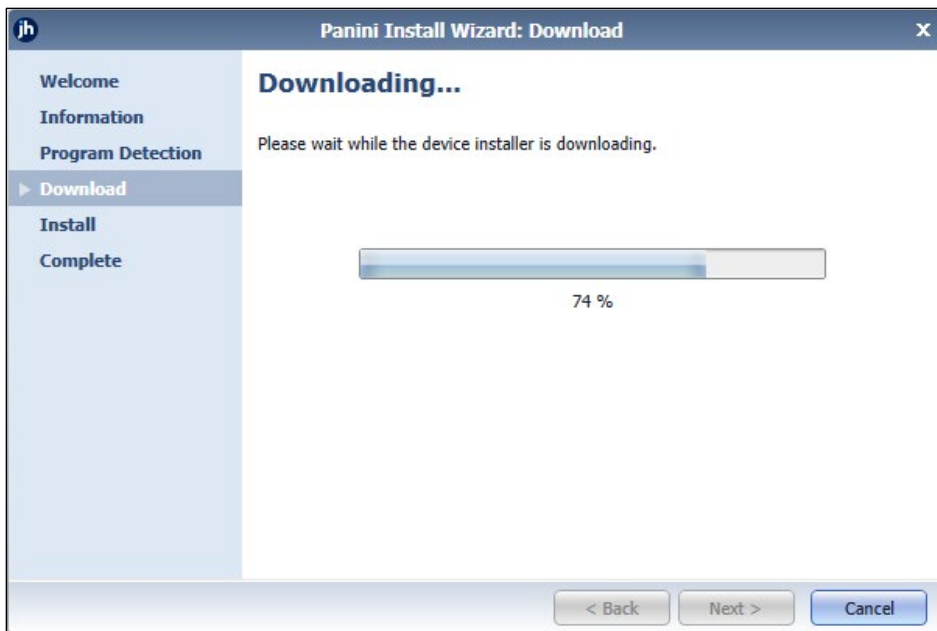 jh
Panini Install Wizard: Download
X
Welcome
Information
Program Detection
Download
Install
Complete
Downloading...
Please wait while the device installer is downloading.
74 %
< Back
Next >
Cancel